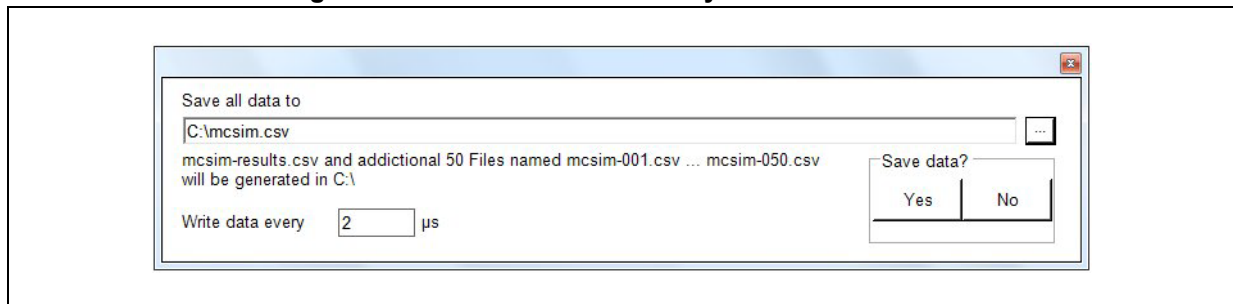 Save all data to
C:\mcsim.csv
...
mcsim-results.csv and addictional 50 Files named mcsim-001.csv ... mcsim-050.csv
will be generated in C:\
Save data?
Yes No
Write data every 2 µs